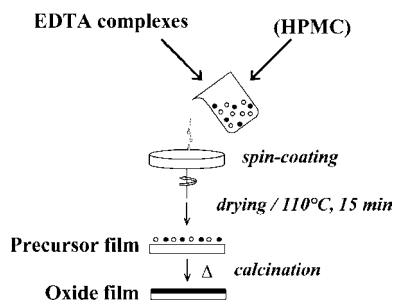 EDTA complexes (HPMC)
spin-coating
drying / 110°C, 15 min
Precursor film
Δ calcination
Oxide film